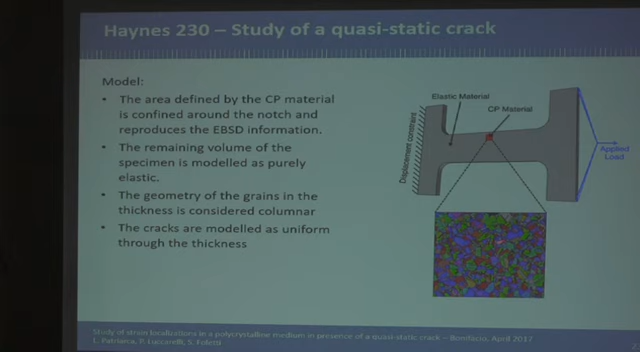 Haynes 230 – Study of a quasi-static crack
Model:
• The area defined by the CP material
is confined around the notch and
reproduces the EBSD information.
• The remaining volume of the
specimen is modelled as purely
elastic.
• The geometry of the grains in the
thickness is considered columnar
• The cracks are modelled as uniform
through the thickness
Elastic Material
CP Material
Displacement constraint
Applied
Load
Study of strain localizations in a polycrystalline medium in presence of a quasi-static crack – Bonifacio, April 2017
L. Patriarca, P. Luccarelli, S. Foletti